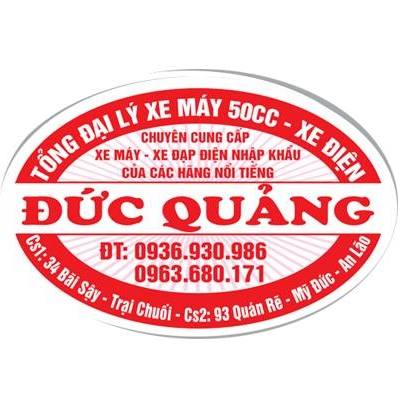 TỔNG ĐẠI LÝ XE MÁY 50CC - XE ĐIỆN
CHUYÊN CUNG CẤP
XE MÁY - XE ĐẠP ĐIỆN NHẬP KHẨU
CỦA CÁC HÃNG NỔI TIẾNG
ĐỨC QUẢNG
ĐT: 0936.930.986
0963.680.171
Cs1: 34 Bãi Sậy - Trại Chuối - Cs2: 93 Quán Rẽ - Mỹ Đức - An Lão